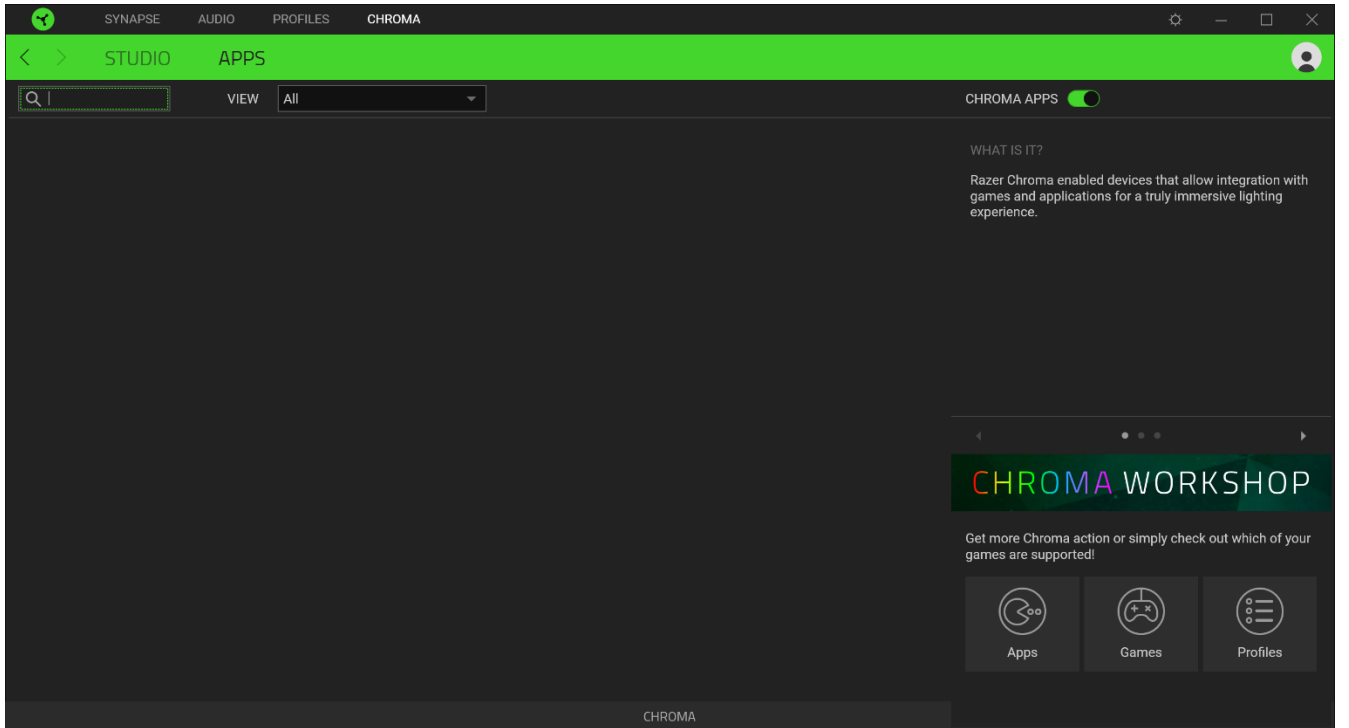 SYNAPSE AUDIO PROFILES CHROMA
STUDIO APPS
VIEW All CHROMA APPS
WHAT IS IT?
Razer Chroma enabled devices that allow integration with
games and applications for a truly immersive lighting
experience.
CHROMA WORKSHOP
Get more Chroma action or simply check out which of your
games are supported!
Apps Games Profiles
CHROMA